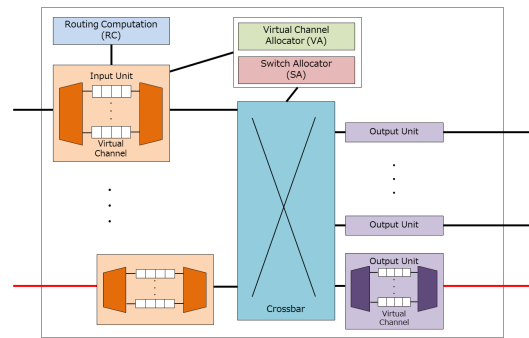 Routing Computation
(RC)
Virtual Channel
Allocator (VA)
Switch Allocator
(SA)
Input Unit
Virtual
Channel
Output Unit
Output Unit
Output Unit
Virtual
Channel
Crossbar